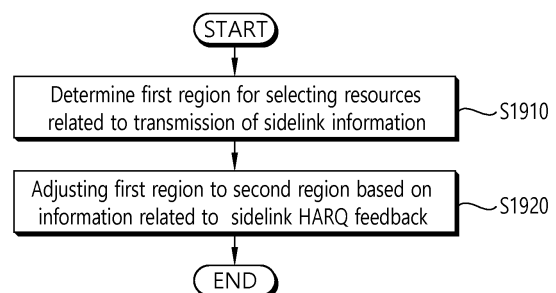 START
Determine first region for selecting resources
related to transmission of sidelink information
S1910
Adjusting first region to second region based on
information related to sidelink HARQ feedback
S1920
END